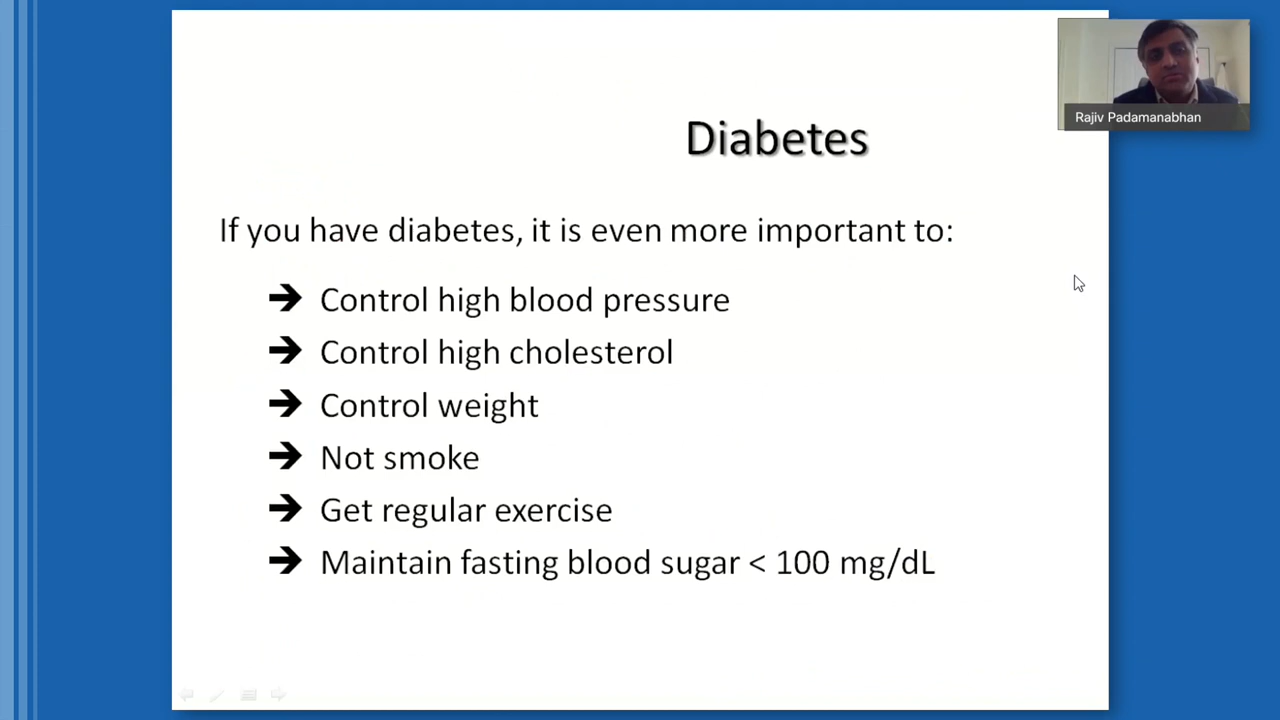 Diabetes
Rajiv Padamanabhan
If you have diabetes, it is even more important to:
➔ Control high blood pressure
➔ Control high cholesterol
➔ Control weight
➔ Not smoke
➔ Get regular exercise
➔ Maintain fasting blood sugar < 100 mg/dL